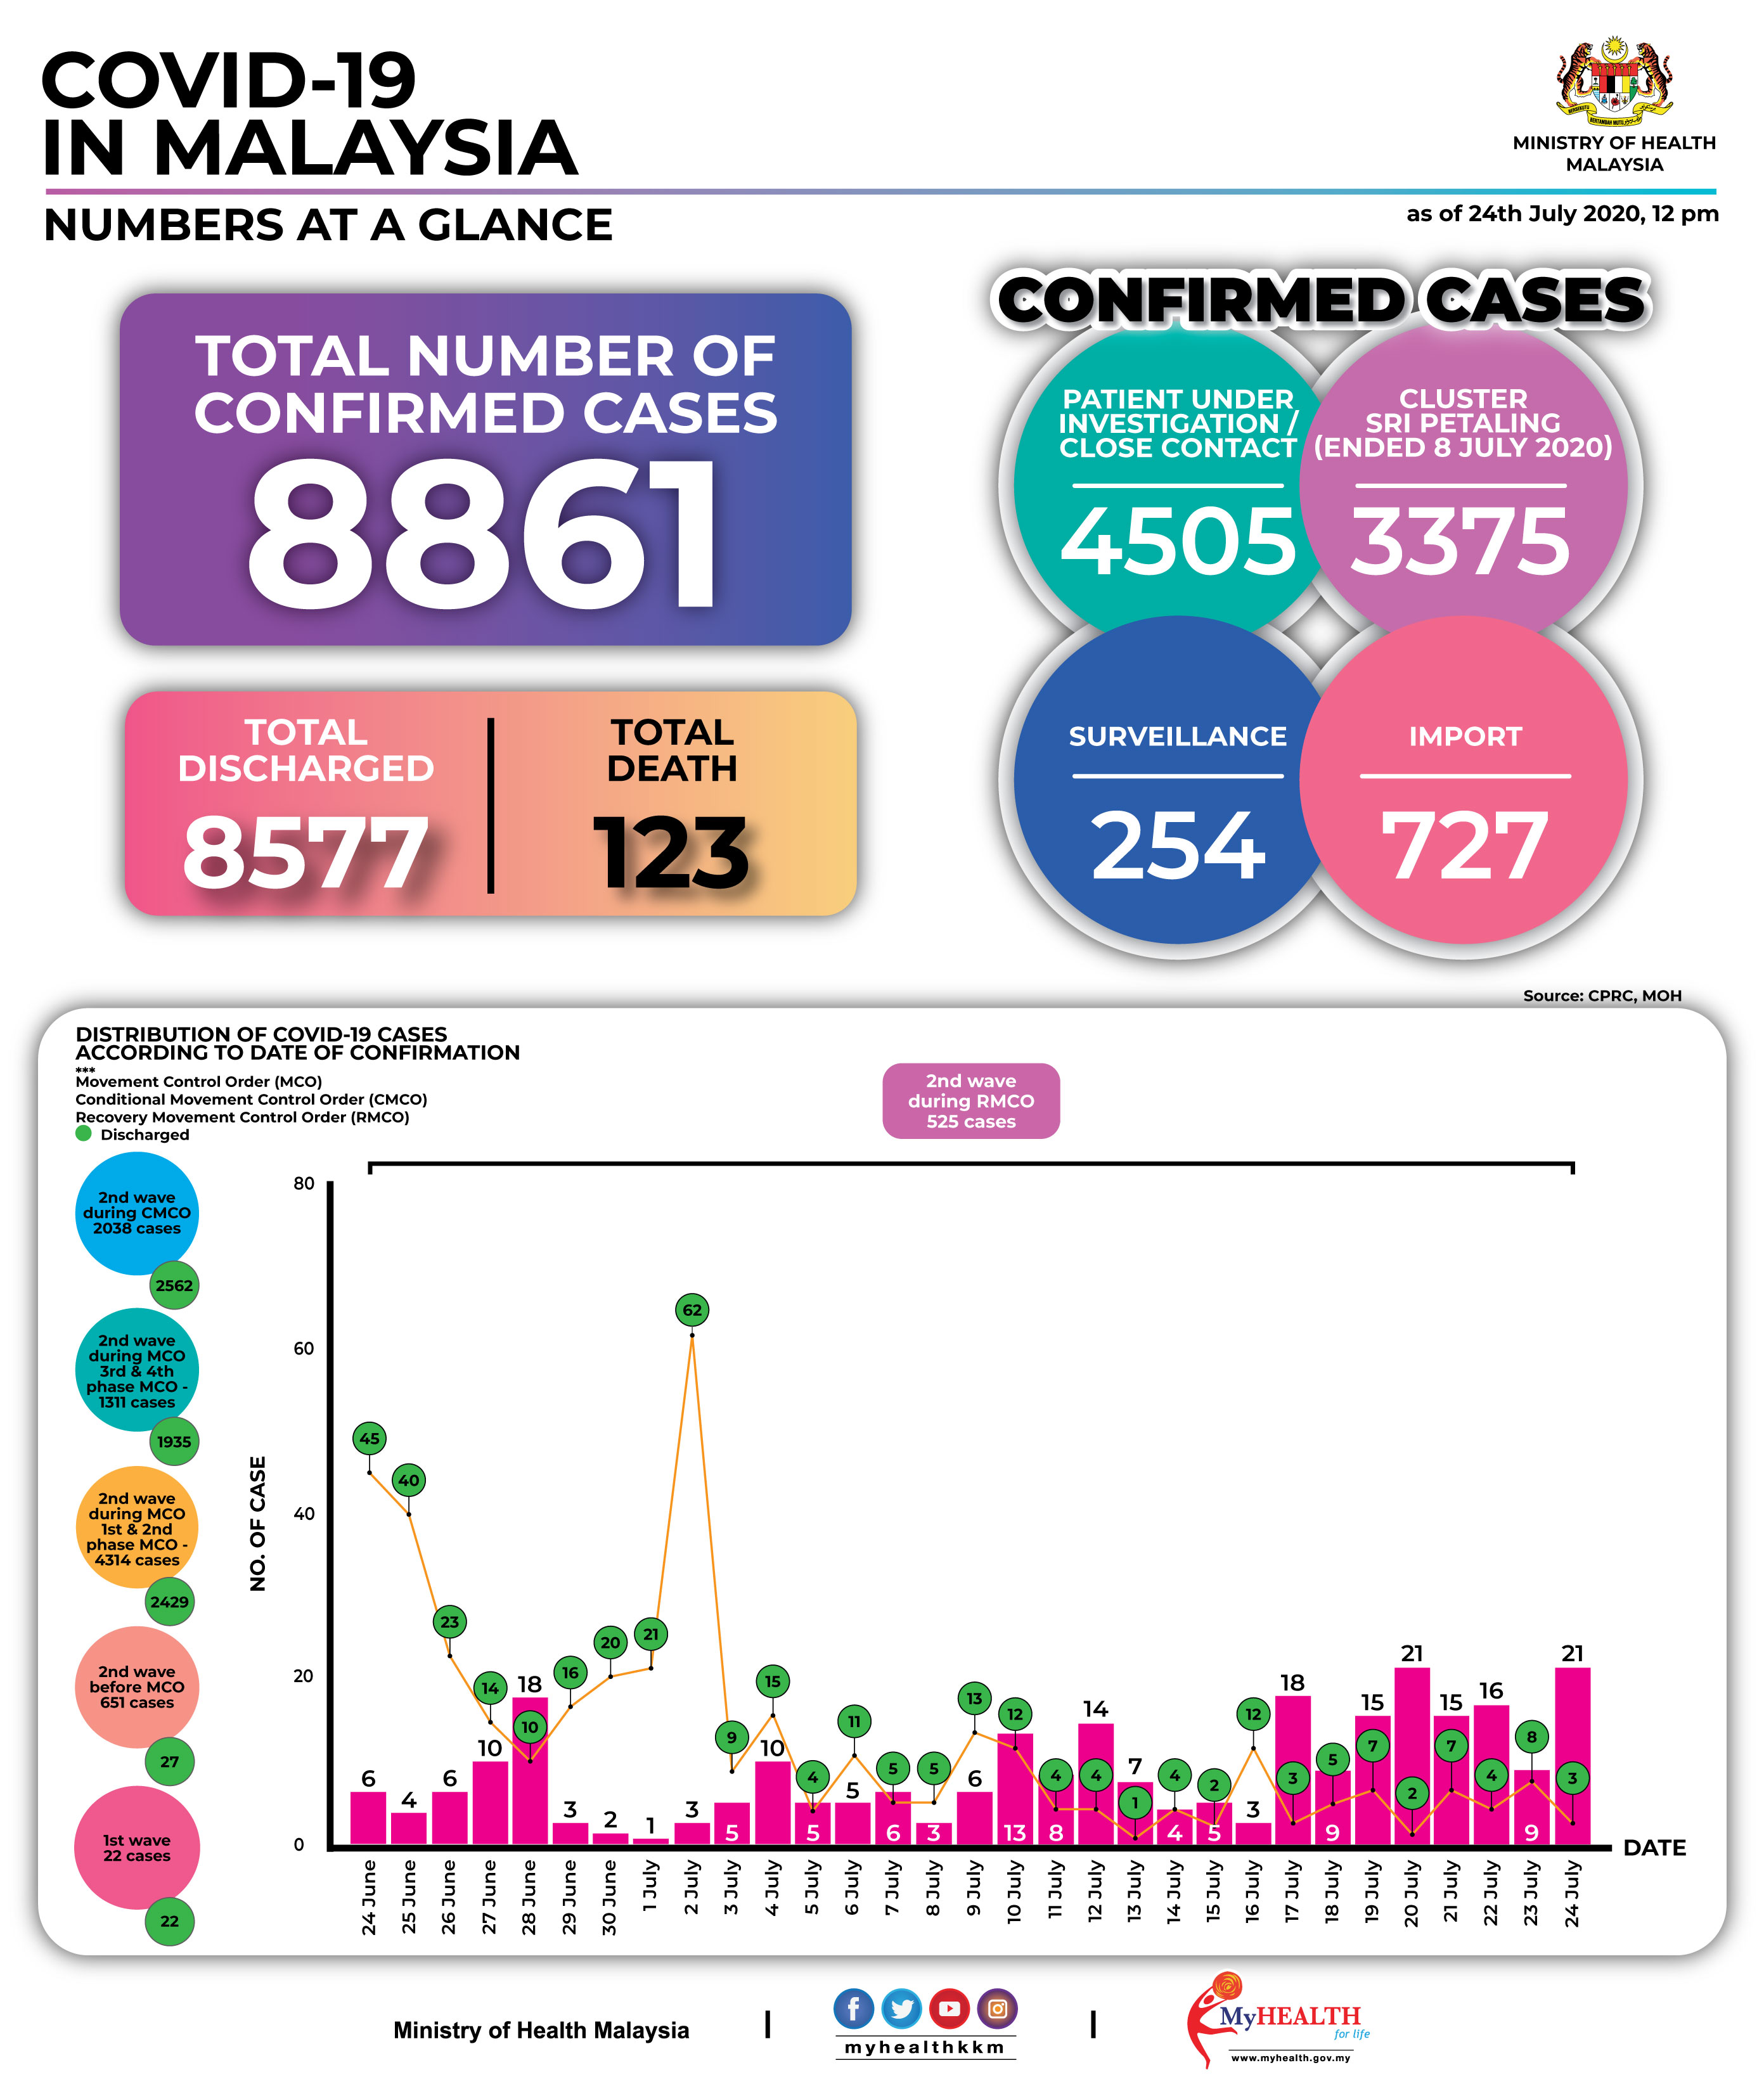 COVID-19
IN MALAYSIA
NUMBERS AT A GLANCE
MINISTRY OF HEALTH
MALAYSIA
as of 24th July 2020, 12 pm
TOTAL NUMBER OF
CONFIRMED CASES
8861
TOTAL
DISCHARGED
8577
TOTAL
DEATH
123
CONFIRMED CASES
PATIENT UNDER
INVESTIGATION /
CLOSE CONTACT
4505
CLUSTER
SRI PETALING
(ENDED 8 JULY 2020)
3375
SURVEILLANCE
254
IMPORT
727
Source: CPRC, MOH
DISTRIBUTION OF COVID-19 CASES
ACCORDING TO DATE OF CONFIRMATION
***
Movement Control Order (MCO)
Conditional Movement Control Order (CMCO)
Recovery Movement Control Order (RMCO)
Discharged
2nd wave
during RMCO
525 cases
2nd wave
during CMCO
2038 cases
2562
2nd wave
during MCO
3rd & 4th
phase MCO -
1311 cases
1935
2nd wave
during MCO
1st & 2nd
phase MCO -
4314 cases
2429
2nd wave
before MCO
651 cases
27
1st wave
22 cases
22
NO. OF CASE
80
60
40
20
0
45 40 23 14 10 16 20 21 62 9 15 4 11 5 5 13 12 4 4 1 4 2 12 3 5 7 2 7 4 8 3
6 4 6 10 18 3 2 1 3 5 10 5 5 6 3 6 13 8 14 7 4 5 3 18 9 15 21 15 16 9 21
24 June 25 June 26 June 27 June 28 June 29 June 30 June 1 July 2 July 3 July 4 July 5 July 6 July 7 July 8 July 9 July 10 July 11 July 12 July 13 July 14 July 15 July 16 July 17 July 18 July 19 July 20 July 21 July 22 July 23 July 24 July
DATE
Ministry of Health Malaysia
myhealthkkm
MyHEALTH
for life
www.myhealth.gov.my